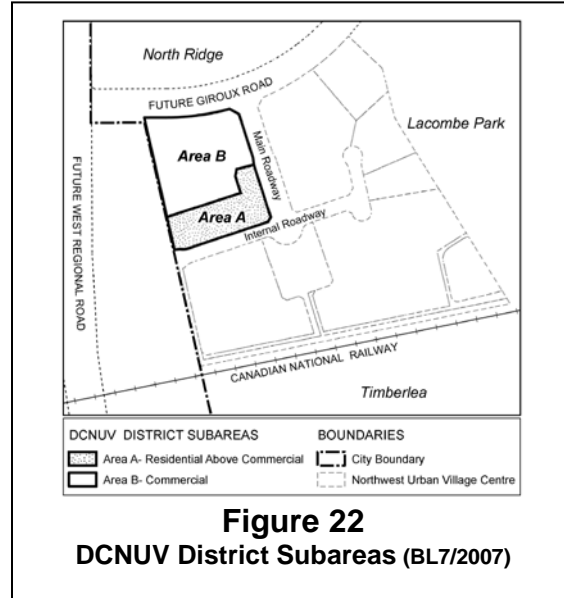 North Ridge
FUTURE GIROUX ROAD
Lacombe Park
Main Roadway
Area B
FUTURE WEST REGIONAL ROAD
Area A
Internal Roadway
CANADIAN NATIONAL RAILWAY
Timberlea
DCNUV DISTRICT SUBAREAS
Area A- Residential Above Commercial
Area B- Commercial
BOUNDARIES
City Boundary
Northwest Urban Village Centre
Figure 22
DCNUV District Subareas (BL7/2007)